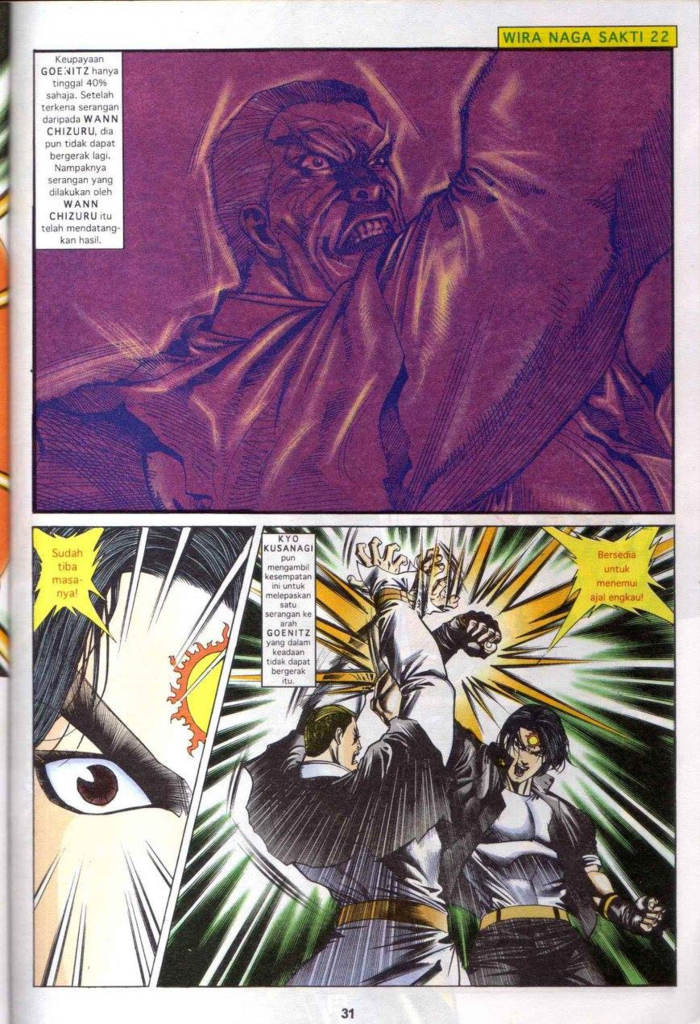 WIRA NAGA SAKTI 22
Keupayaan
GOENITZ hanya
tinggal 40%
sahaja. Setelah
terkena serangan
daripada WANN
CHIZURU, dia
pun tidak dapat
bergerak lagi.
Nampaknya
serangan yang
dilakukan oleh
WANN
CHIZURU itu
telah mendatang-
kan hasil.
Sudah
tiba
masa-
nya!
KYO
KUSANAGI
pun
mengambil
kesempatan
ini untuk
melepaskan
satu
serangan ke
arah
GOENITZ
yang dalam
keadaan
tidak dapat
bergerak
itu.
Bersedia
untuk
menemui
ajal engkau!
31